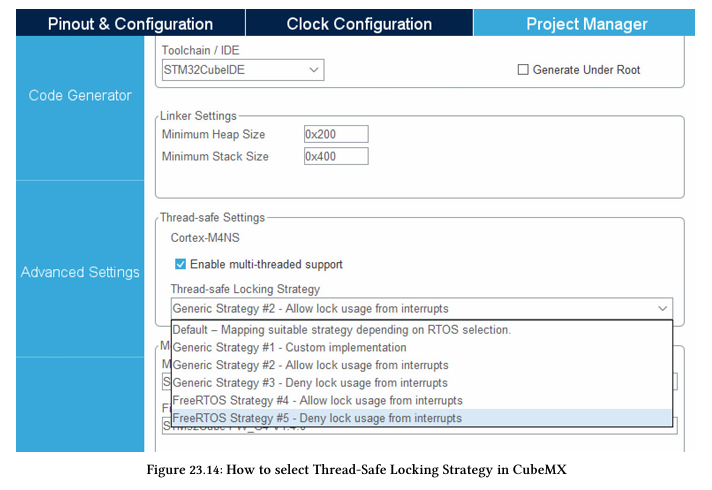 Pinout & Configuration
Clock Configuration
Project Manager
Toolchain / IDE
STM32CubeIDE
Generate Under Root
Code Generator
Linker Settings
Minimum Heap Size
0x200
Minimum Stack Size
0x400
Thread-safe Settings
Cortex-M4NS
Enable multi-threaded support
Advanced Settings
Thread-safe Locking Strategy
Generic Strategy #2 - Allow lock usage from interrupts
Default – Mapping suitable strategy depending on RTOS selection.
Generic Strategy #1 - Custom implementation
Generic Strategy #2 - Allow lock usage from interrupts
Generic Strategy #3 - Deny lock usage from interrupts
FreeRTOS Strategy #4 - Allow lock usage from interrupts
FreeRTOS Strategy #5 - Deny lock usage from interrupts
Figure 23.14: How to select Thread-Safe Locking Strategy in CubeMX